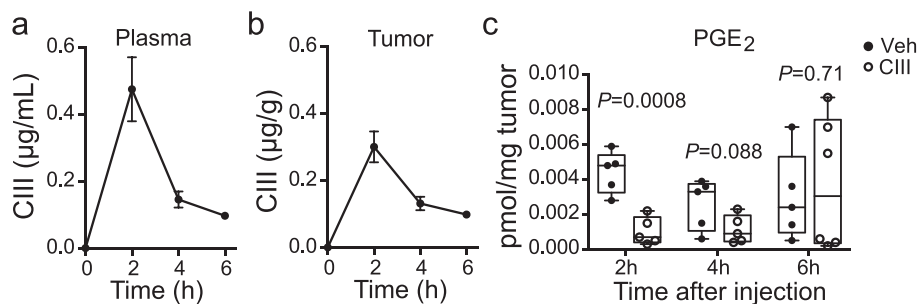 a
Plasma
CIII (μg/mL)
0.6
0.4
0.2
0.0
0 2 4 6
Time (h)
b
Tumor
CIII (μg/g)
0.6
0.4
0.2
0.0
0 2 4 6
Time (h)
c
PGE2
Veh
CIII
pmol/mg tumor
0.010
0.008
0.006
0.004
0.002
0.000
P=0.0008
P=0.088
P=0.71
2h 4h 6h
Time after injection